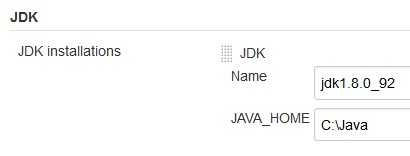 JDK
JDK installations
JDK
Name
jdk1.8.0_92
JAVA_HOME
C:\Java